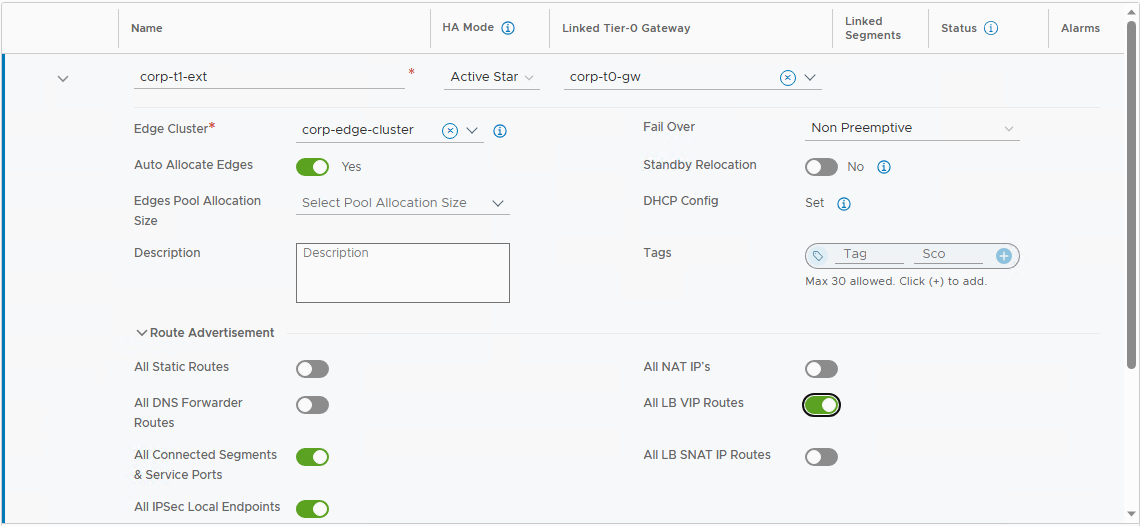 Name
HA Mode
Linked Tier-0 Gateway
Linked
Segments
Status
Alarms
corp-t1-ext
*
Active Star
corp-t0-gw
Edge Cluster*
corp-edge-cluster
Fail Over
Non Preemptive
Auto Allocate Edges
Yes
Standby Relocation
No
Edges Pool Allocation
Size
Select Pool Allocation Size
DHCP Config
Set
Description
Description
Tags
Tag
Sco
Max 30 allowed. Click (+) to add.
Route Advertisement
All Static Routes
All NAT IP's
All DNS Forwarder
Routes
All LB VIP Routes
All Connected Segments
& Service Ports
All LB SNAT IP Routes
All IPSec Local Endpoints